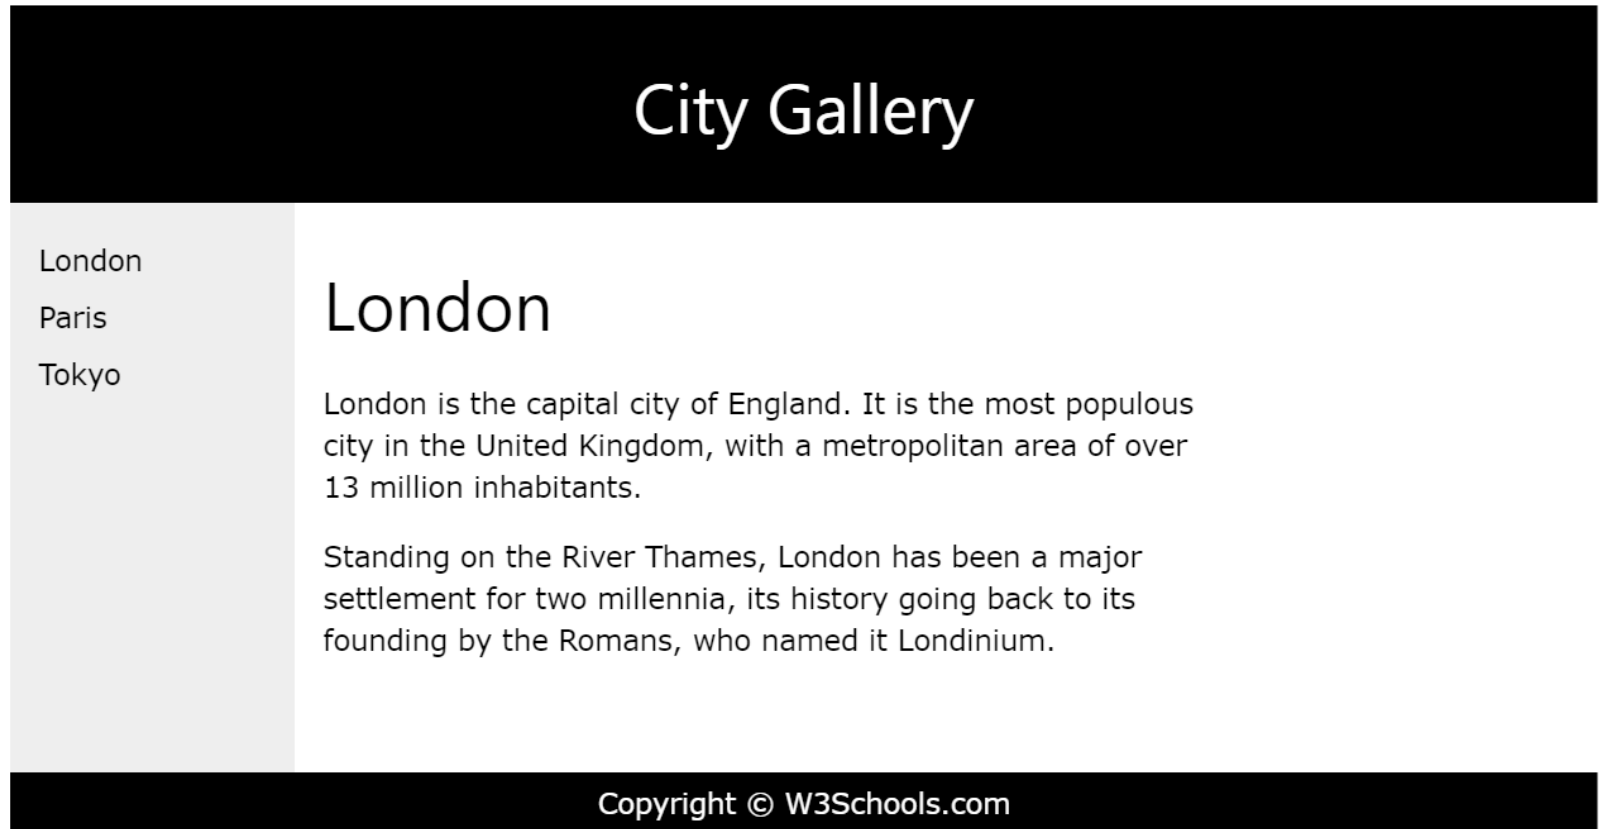 City Gallery
London
Paris
Tokyo
London
London is the capital city of England. It is the most populous
city in the United Kingdom, with a metropolitan area of over
13 million inhabitants.
Standing on the River Thames, London has been a major
settlement for two millennia, its history going back to its
founding by the Romans, who named it Londinium.
Copyright © W3Schools.com